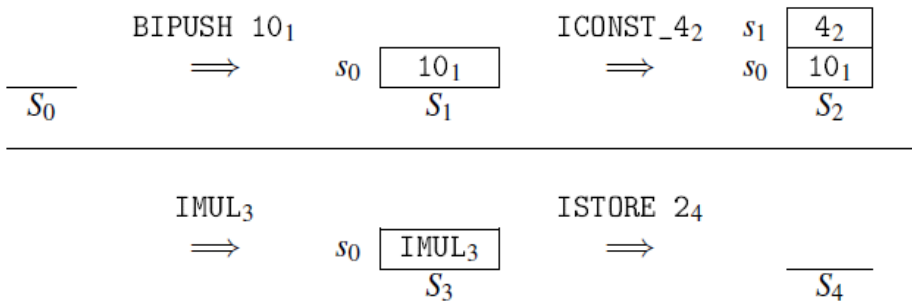 BIPUSH 10₁ ICONST_4₂ s₁ 4₂
⟹ s₀ 10₁ ⟹ s₀ 10₁
S₀ S₁ S₂
IMUL₃ ISTORE 2₄
⟹ s₀ IMUL₃ ⟹
S₃ S₄